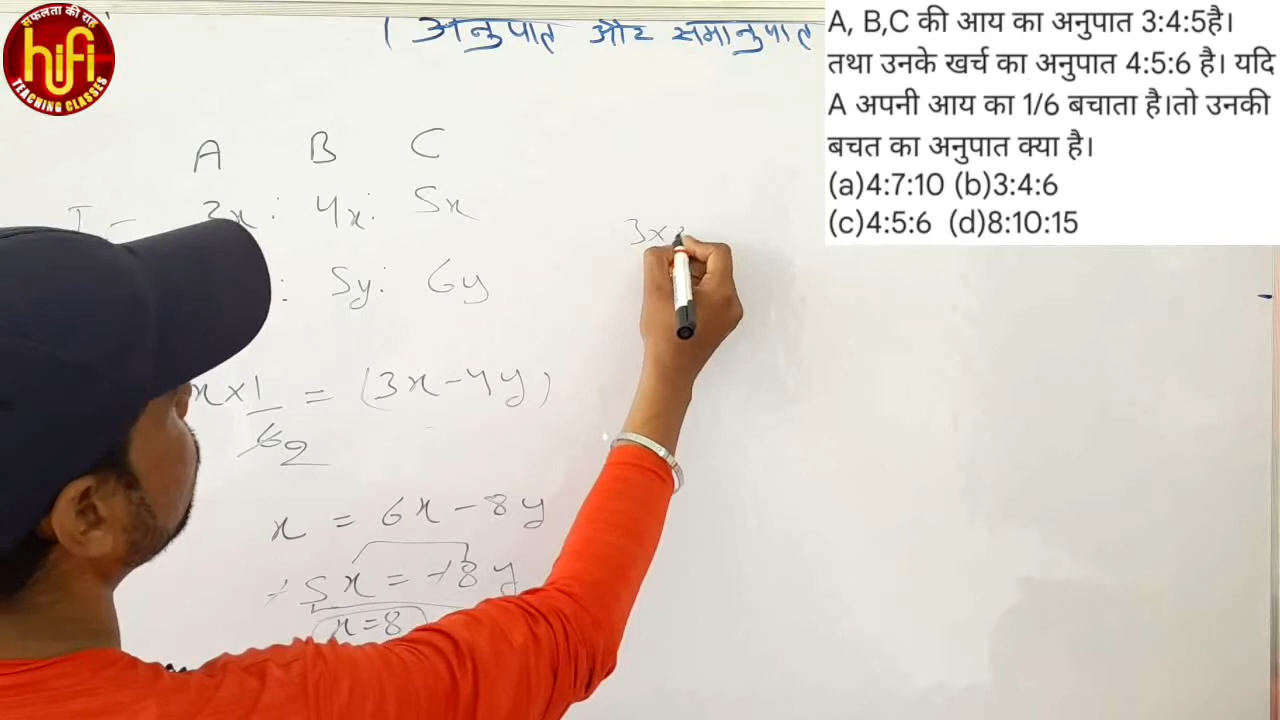 सफलता की राह
hifi
TEACHING CLASSES
अनुपात और समानुपात
A, B,C की आय का अनुपात 3:4:5है।
तथा उनके खर्च का अनुपात 4:5:6 है। यदि
A अपनी आय का 1/6 बचाता है।तो उनकी
बचत का अनुपात क्या है।
(a)4:7:10 (b)3:4:6
(c)4:5:6 (d)8:10:15
A B C
I - 3x : 4x : 5x
3x
: 5y : 6y
x × 1/62 = (3x - 4y)
x = 6x - 8y
+5x = +8y
x = 8